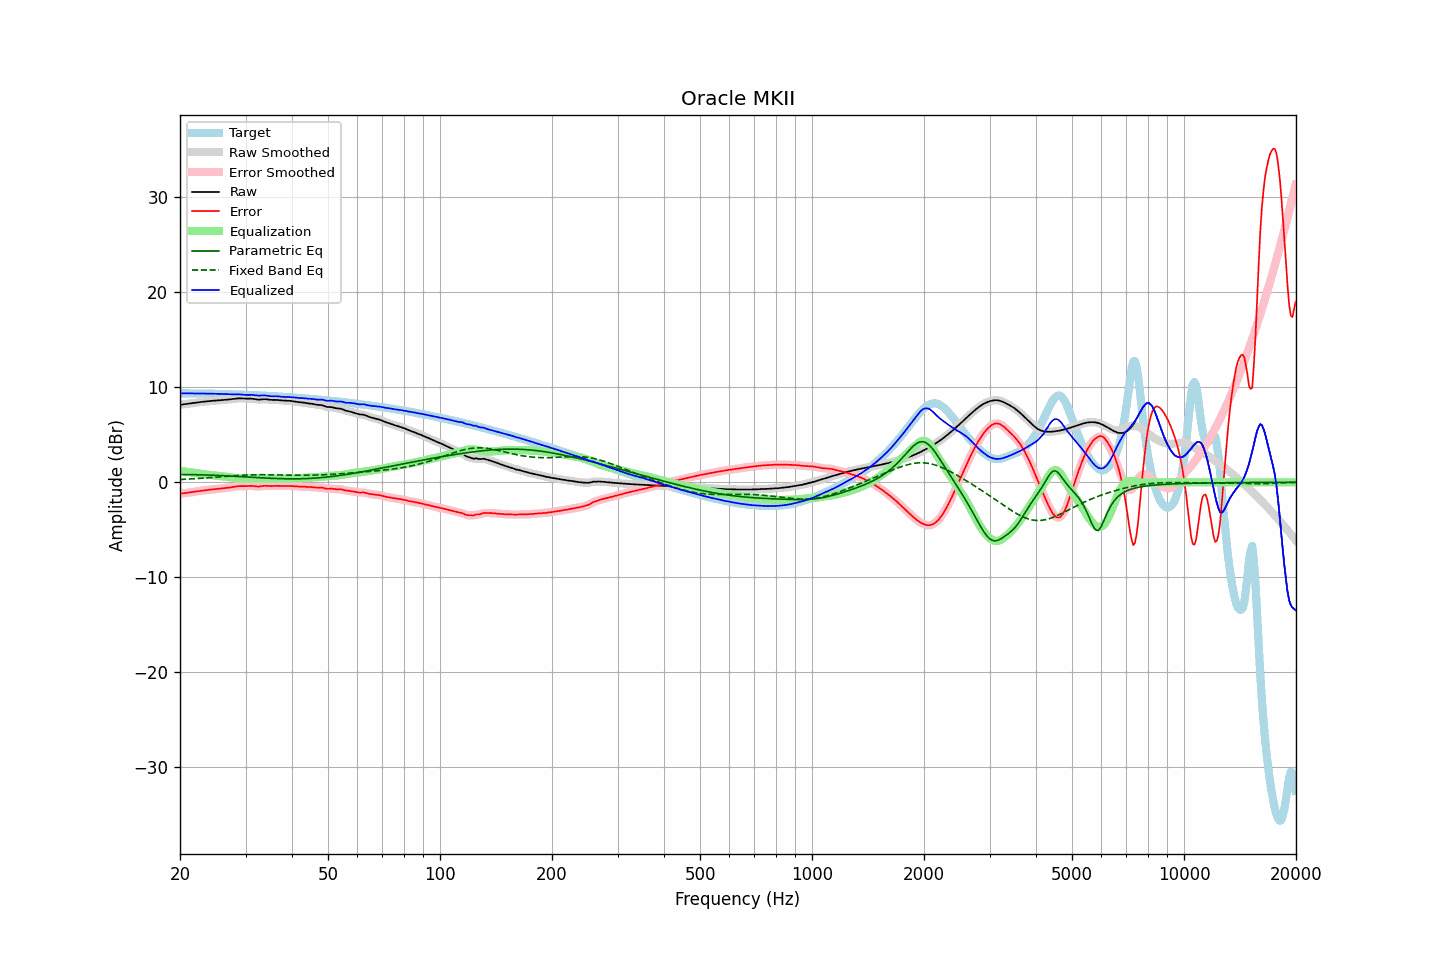 Oracle MKII
Target
Raw Smoothed
Error Smoothed
Raw
Error
Equalization
Parametric Eq
Fixed Band Eq
Equalized
30
20
10
0
−10
−20
−30
Amplitude (dBr)
20 50 100 200 500 1000 2000 5000 10000 20000
Frequency (Hz)